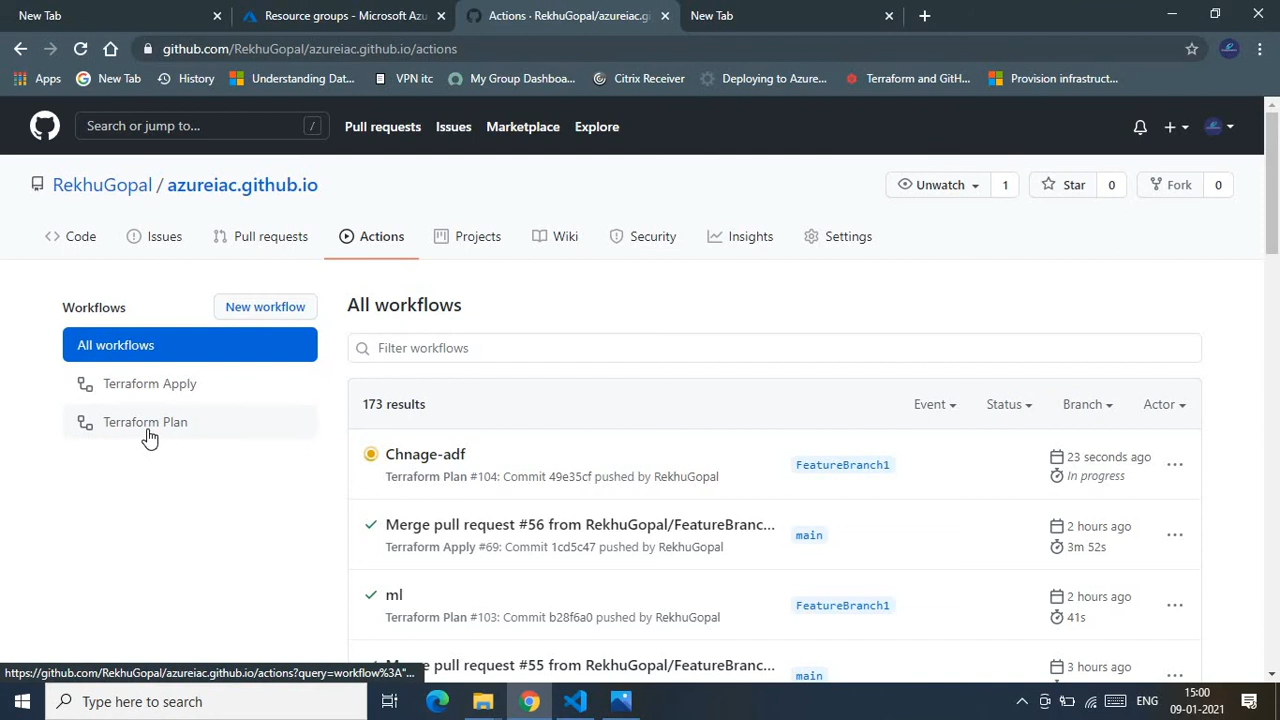 New Tab
Resource groups - Microsoft Azu
Actions · RekhuGopal/azureiac.g
New Tab
github.com/RekhuGopal/azureiac.github.io/actions
Apps
New Tab
History
Understanding Dat...
VPN itc
My Group Dashboa...
Citrix Receiver
Deploying to Azure...
Terraform and GitH...
Provision infrastruct...
Search or jump to...
/
Pull requests
Issues
Marketplace
Explore
RekhuGopal / azureiac.github.io
Unwatch
1
Star
0
Fork
0
Code
Issues
Pull requests
Actions
Projects
Wiki
Security
Insights
Settings
Workflows
New workflow
All workflows
Terraform Apply
Terraform Plan
All workflows
Filter workflows
173 results
Event
Status
Branch
Actor
Chnage-adf
Terraform Plan #104: Commit 49e35cf pushed by RekhuGopal
FeatureBranch1
23 seconds ago
In progress
Merge pull request #56 from RekhuGopal/FeatureBranc...
Terraform Apply #69: Commit 1cd5c47 pushed by RekhuGopal
main
2 hours ago
3m 52s
ml
Terraform Plan #103: Commit b28f6a0 pushed by RekhuGopal
FeatureBranch1
2 hours ago
41s
Merge pull request #55 from RekhuGopal/FeatureBranc...
main
3 hours ago
https://github.com/RekhuGopal/azureiac.github.io/actions?query=workflow%3A"...
Type here to search
ENG
15:00
09-01-2021